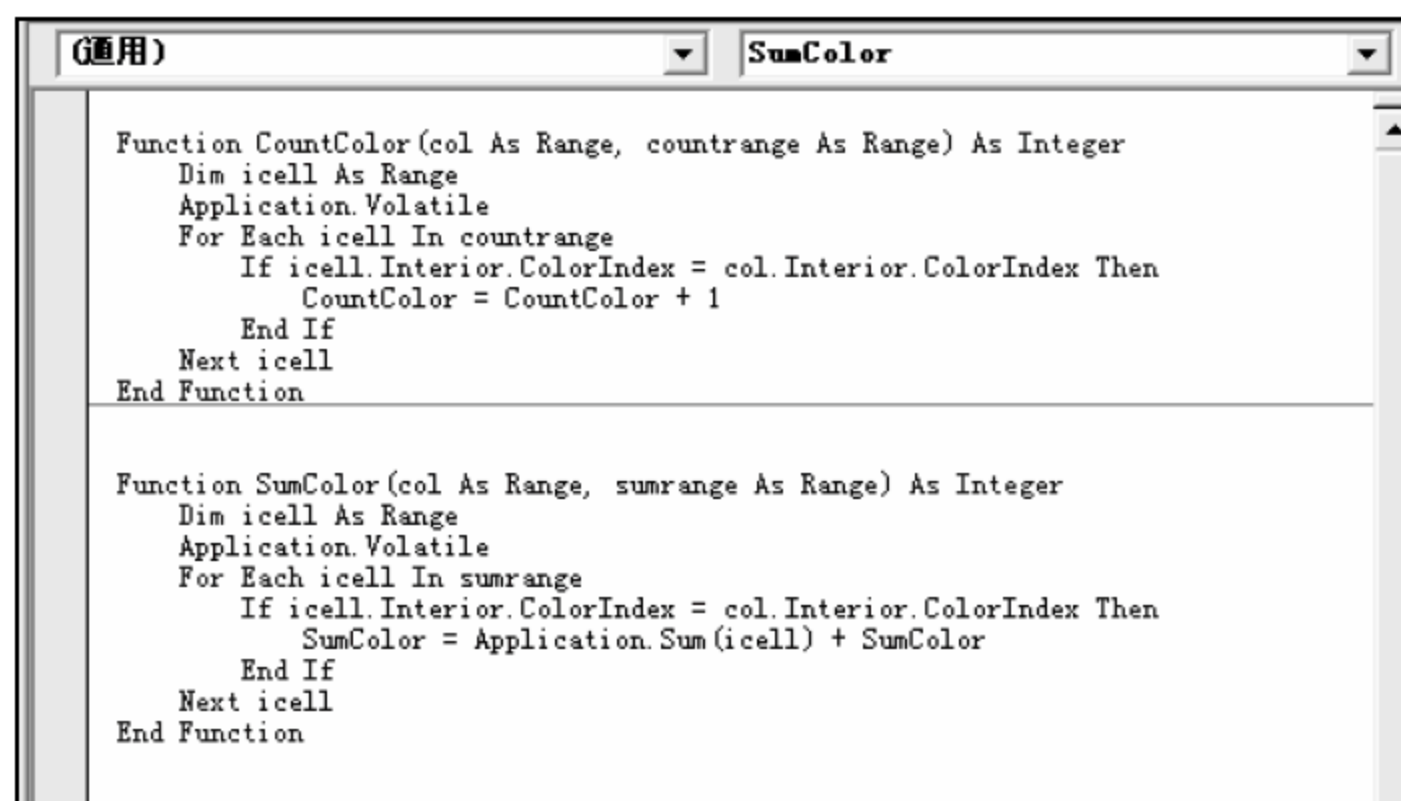 (通用)
SumColor
Function CountColor(col As Range, countrange As Range) As Integer
    Dim icell As Range
    Application.Volatile
    For Each icell In countrange
        If icell.Interior.ColorIndex = col.Interior.ColorIndex Then
            CountColor = CountColor + 1
        End If
    Next icell
End Function
Function SumColor(col As Range, sumrange As Range) As Integer
    Dim icell As Range
    Application.Volatile
    For Each icell In sumrange
        If icell.Interior.ColorIndex = col.Interior.ColorIndex Then
            SumColor = Application.Sum(icell) + SumColor
        End If
    Next icell
End Function